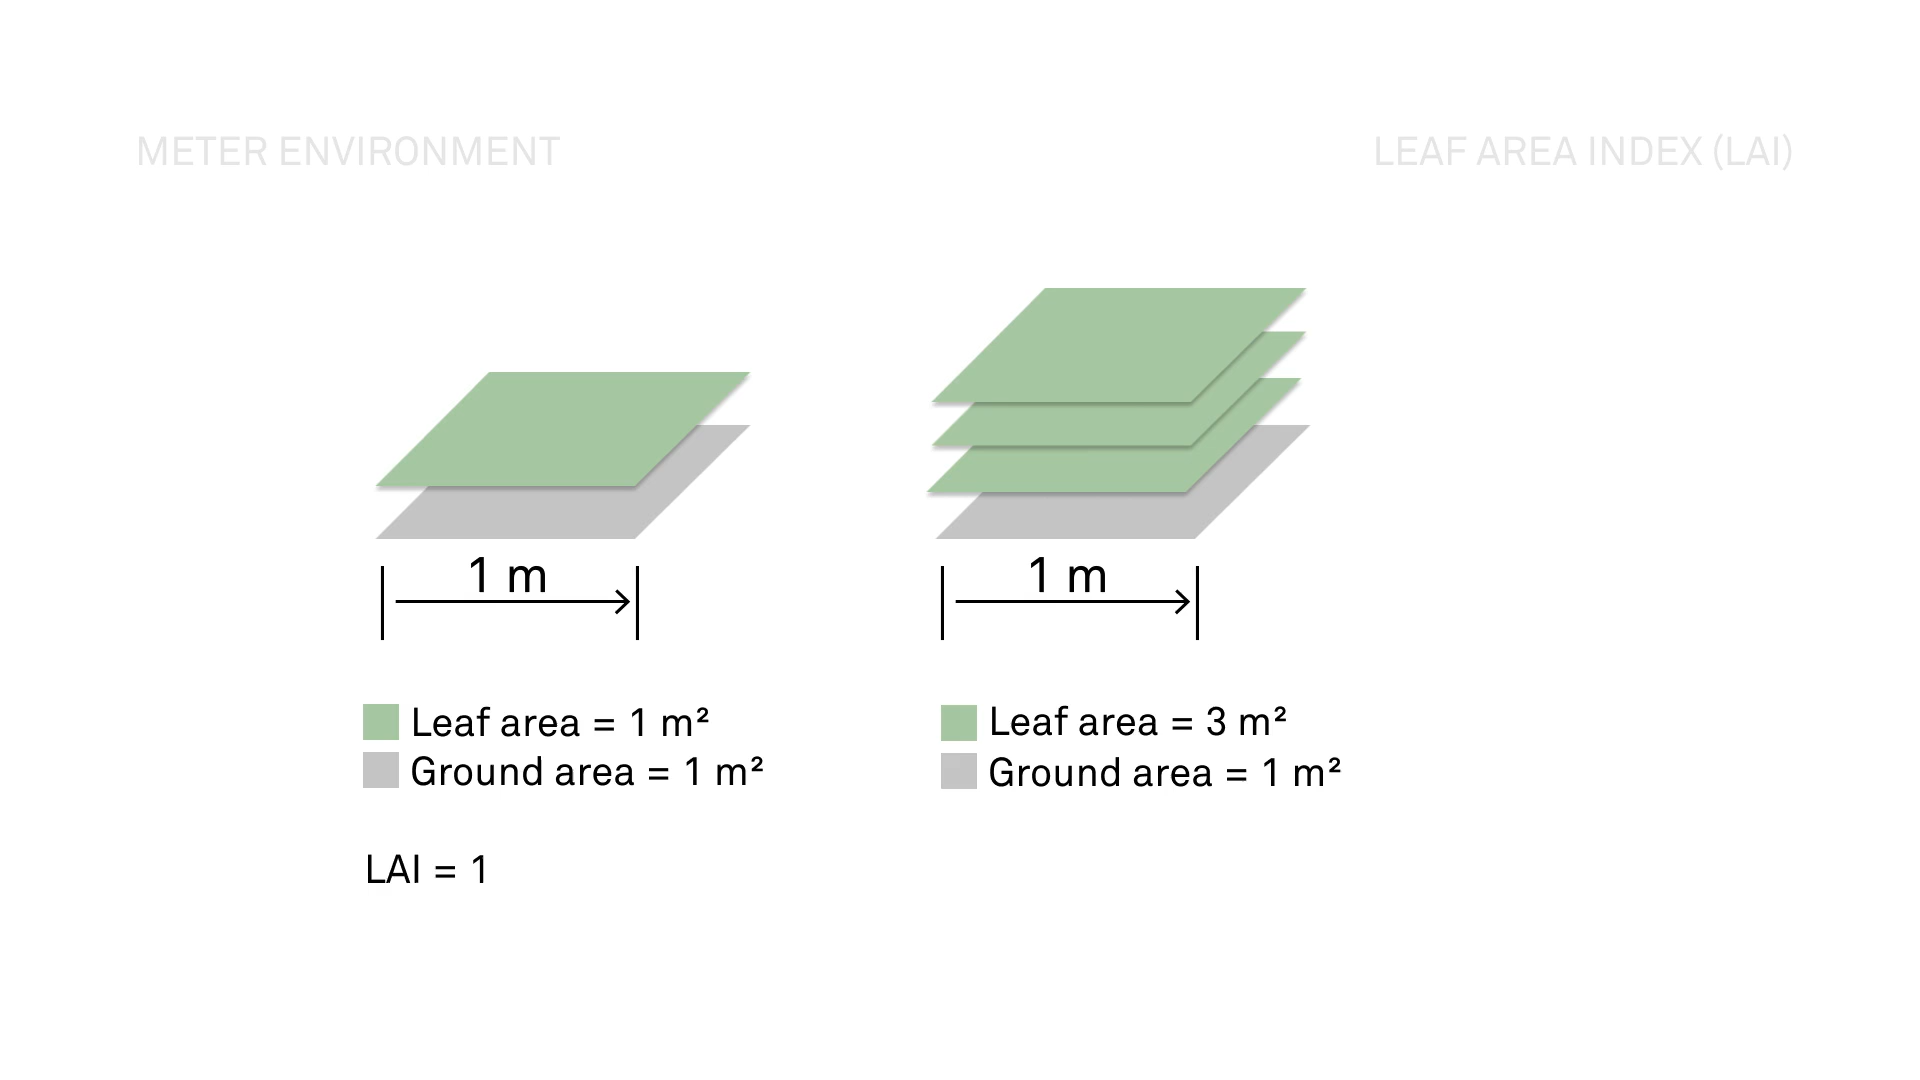 METER ENVIRONMENT
LEAF AREA INDEX (LAI)
1 m
1 m
Leaf area = 1 m²
Ground area = 1 m²
LAI = 1
Leaf area = 3 m²
Ground area = 1 m²